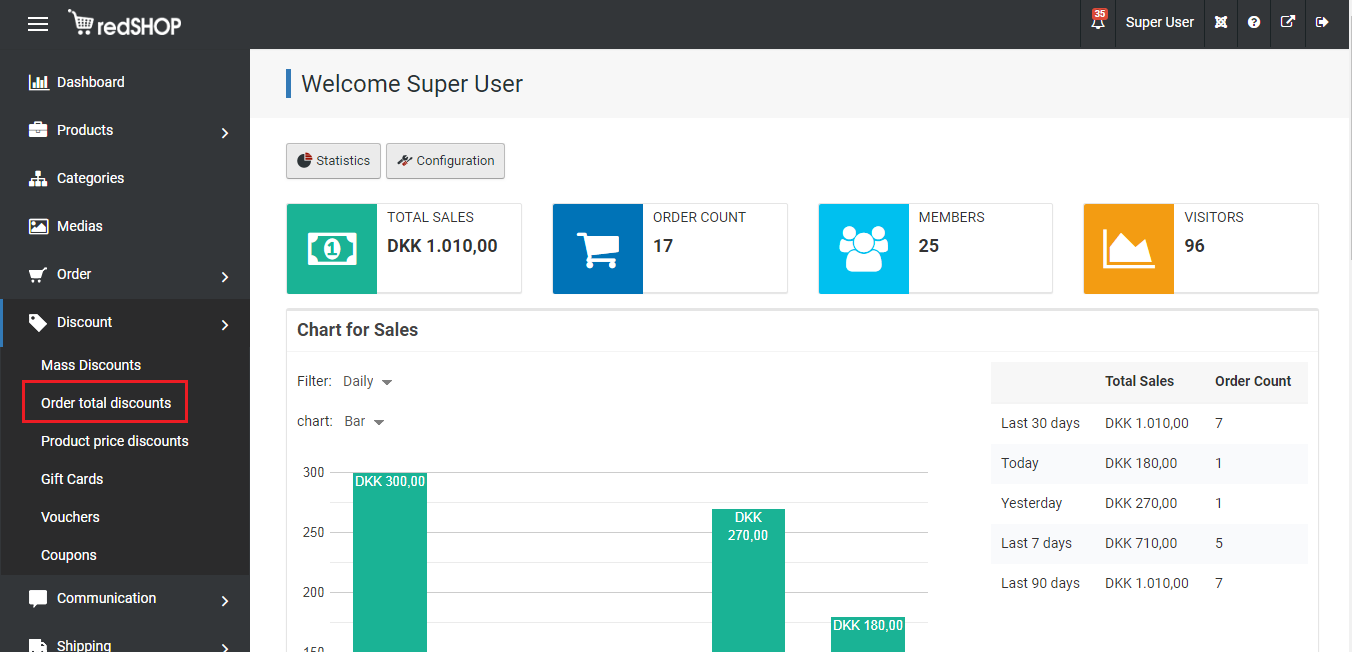 redSHOP
35
Super User
Dashboard
Products
Categories
Medias
Order
Discount
Mass Discounts
Order total discounts
Product price discounts
Gift Cards
Vouchers
Coupons
Communication
Shipping
Welcome Super User
Statistics
Configuration
TOTAL SALES
DKK 1.010,00
ORDER COUNT
17
MEMBERS
25
VISITORS
96
Chart for Sales
Filter: Daily
chart: Bar
300
250
200
150
DKK 300,00
DKK
270,00
DKK 180,00
Total Sales Order Count
Last 30 days DKK 1.010,00 7
Today DKK 180,00 1
Yesterday DKK 270,00 1
Last 7 days DKK 710,00 5
Last 90 days DKK 1.010,00 7